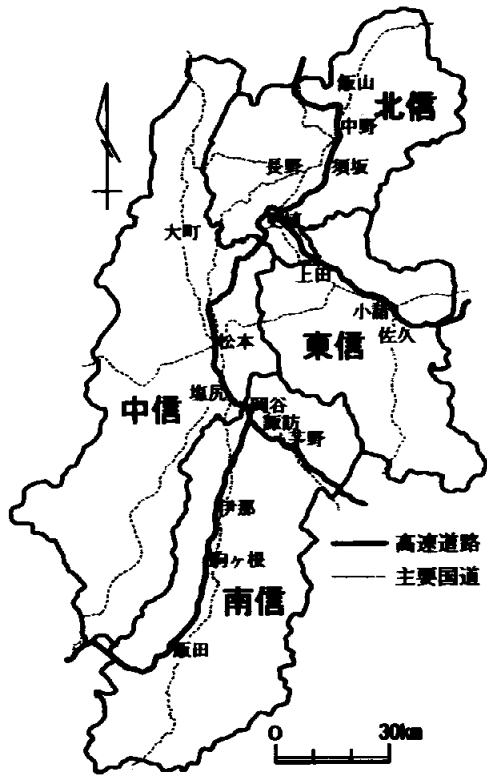 飯山
北信
中野
長野
須坂
大町
上田
小諸
佐久
東信
松本
塩尻
中信
岡谷
諏訪
茅野
伊那
駒ヶ根
南信
飯田
高速道路
主要国道
0
30km